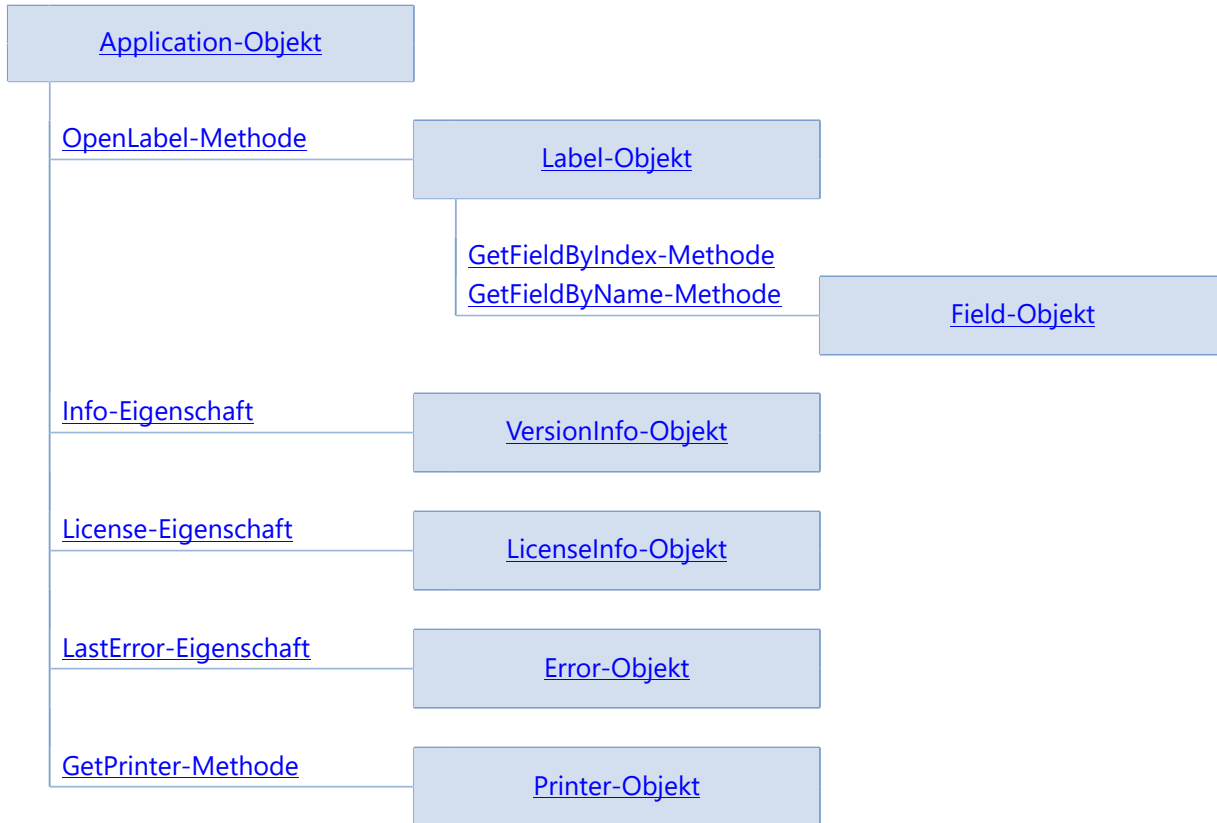 Application-Objekt
OpenLabel-Methode
Label-Objekt
GetFieldByIndex-Methode
GetFieldByName-Methode
Field-Objekt
Info-Eigenschaft
VersionInfo-Objekt
License-Eigenschaft
LicenseInfo-Objekt
LastError-Eigenschaft
Error-Objekt
GetPrinter-Methode
Printer-Objekt